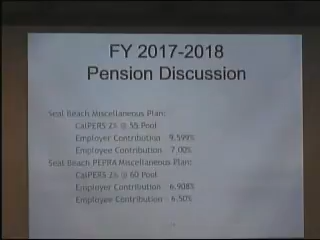 FY 2017-2018
Pension Discussion
Seal Beach Miscellaneous Plan:
CalPERS 2% @ 55 Pool
Employer Contribution 9.599%
Employee Contribution 7.00%
Seal Beach PEPRA Miscellaneous Plan:
CalPERS 2% @ 60 Pool
Employer Contribution 6.908%
Employee Contribution 6.50%